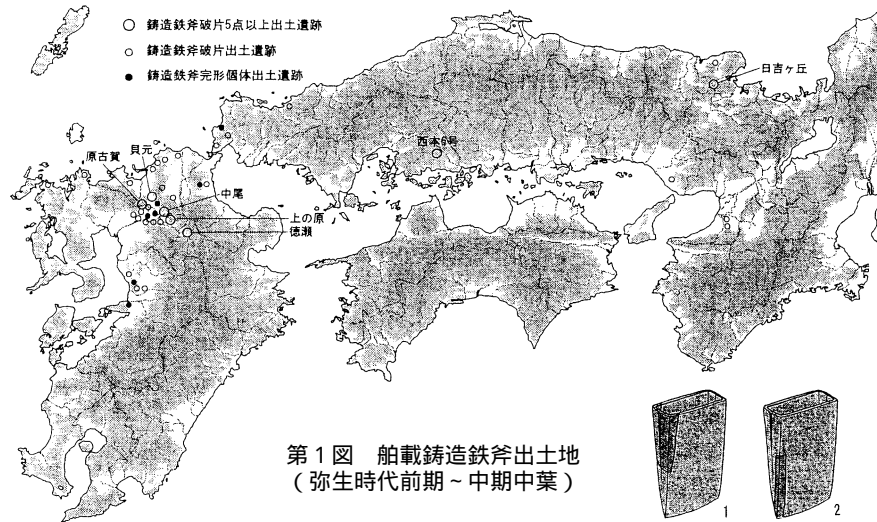 鋳造鉄斧破片5点以上出土遺跡
鋳造鉄斧破片出土遺跡
鋳造鉄斧完形個体出土遺跡
日吉ヶ丘
西本6号
貝元
原古賀
中尾
上の原
徳瀬
第1図 舶載鋳造鉄斧出土地
(弥生時代前期~中期中葉)
1
2